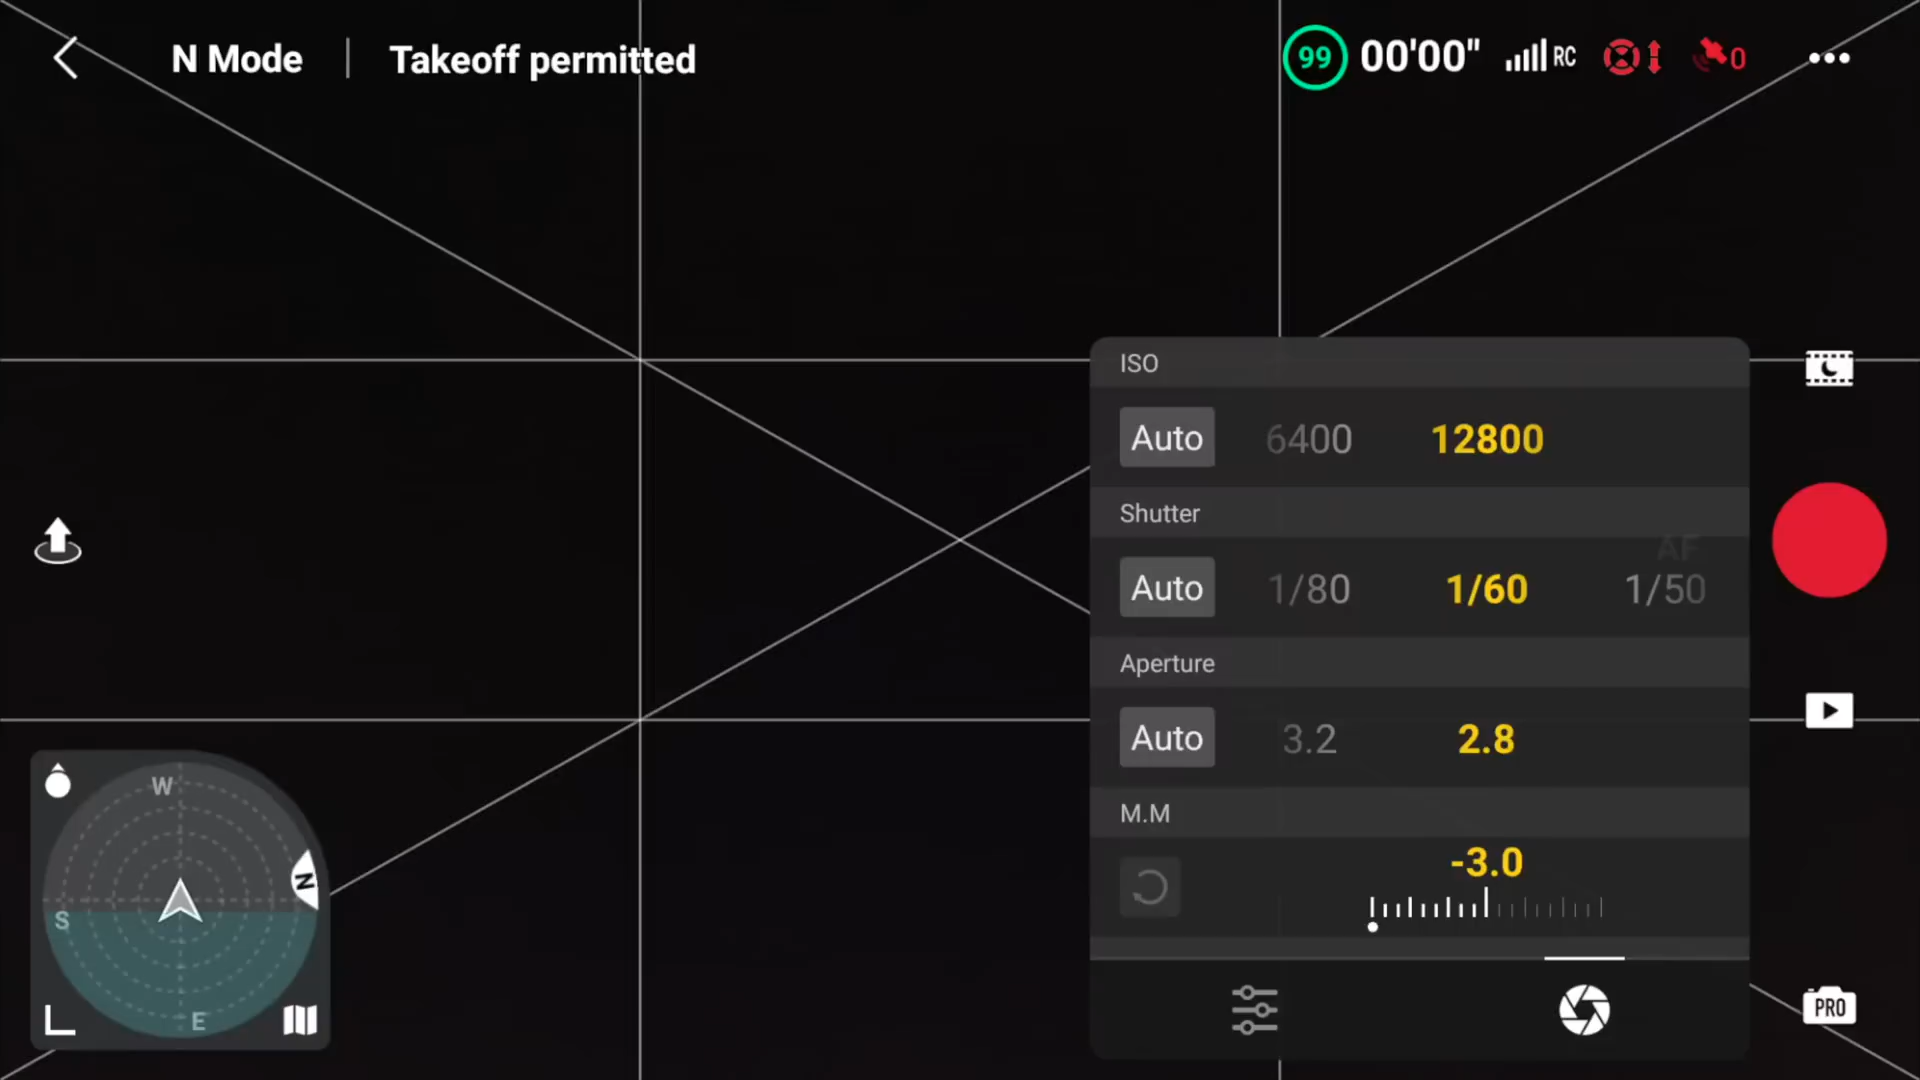 N Mode | Takeoff permitted
99 00'00" RC 0
ISO
Auto 6400 12800
Shutter
AF
Auto 1/80 1/60 1/50
Aperture
Auto 3.2 2.8
M.M
-3.0
W
N
S
E
PRO